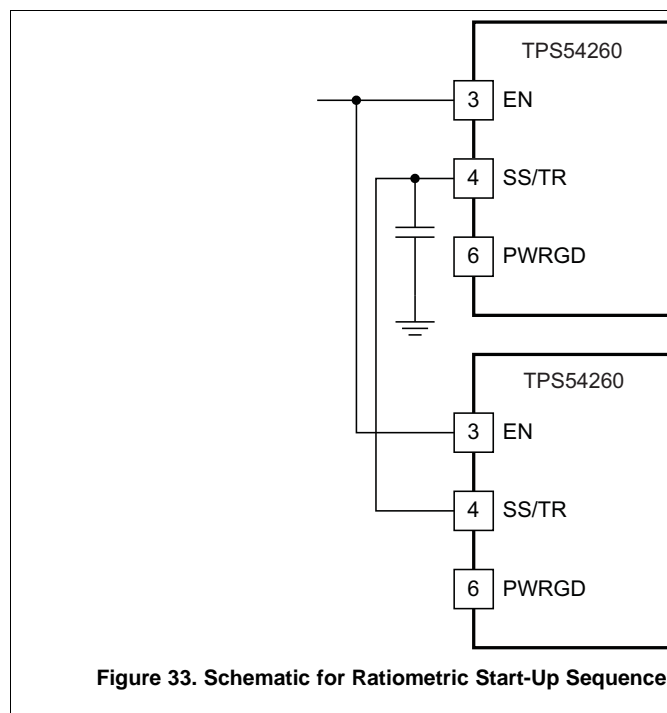 TPS54260
3 EN
4 SS/TR
6 PWRGD
TPS54260
3 EN
4 SS/TR
6 PWRGD
Figure 33. Schematic for Ratiometric Start-Up Sequence